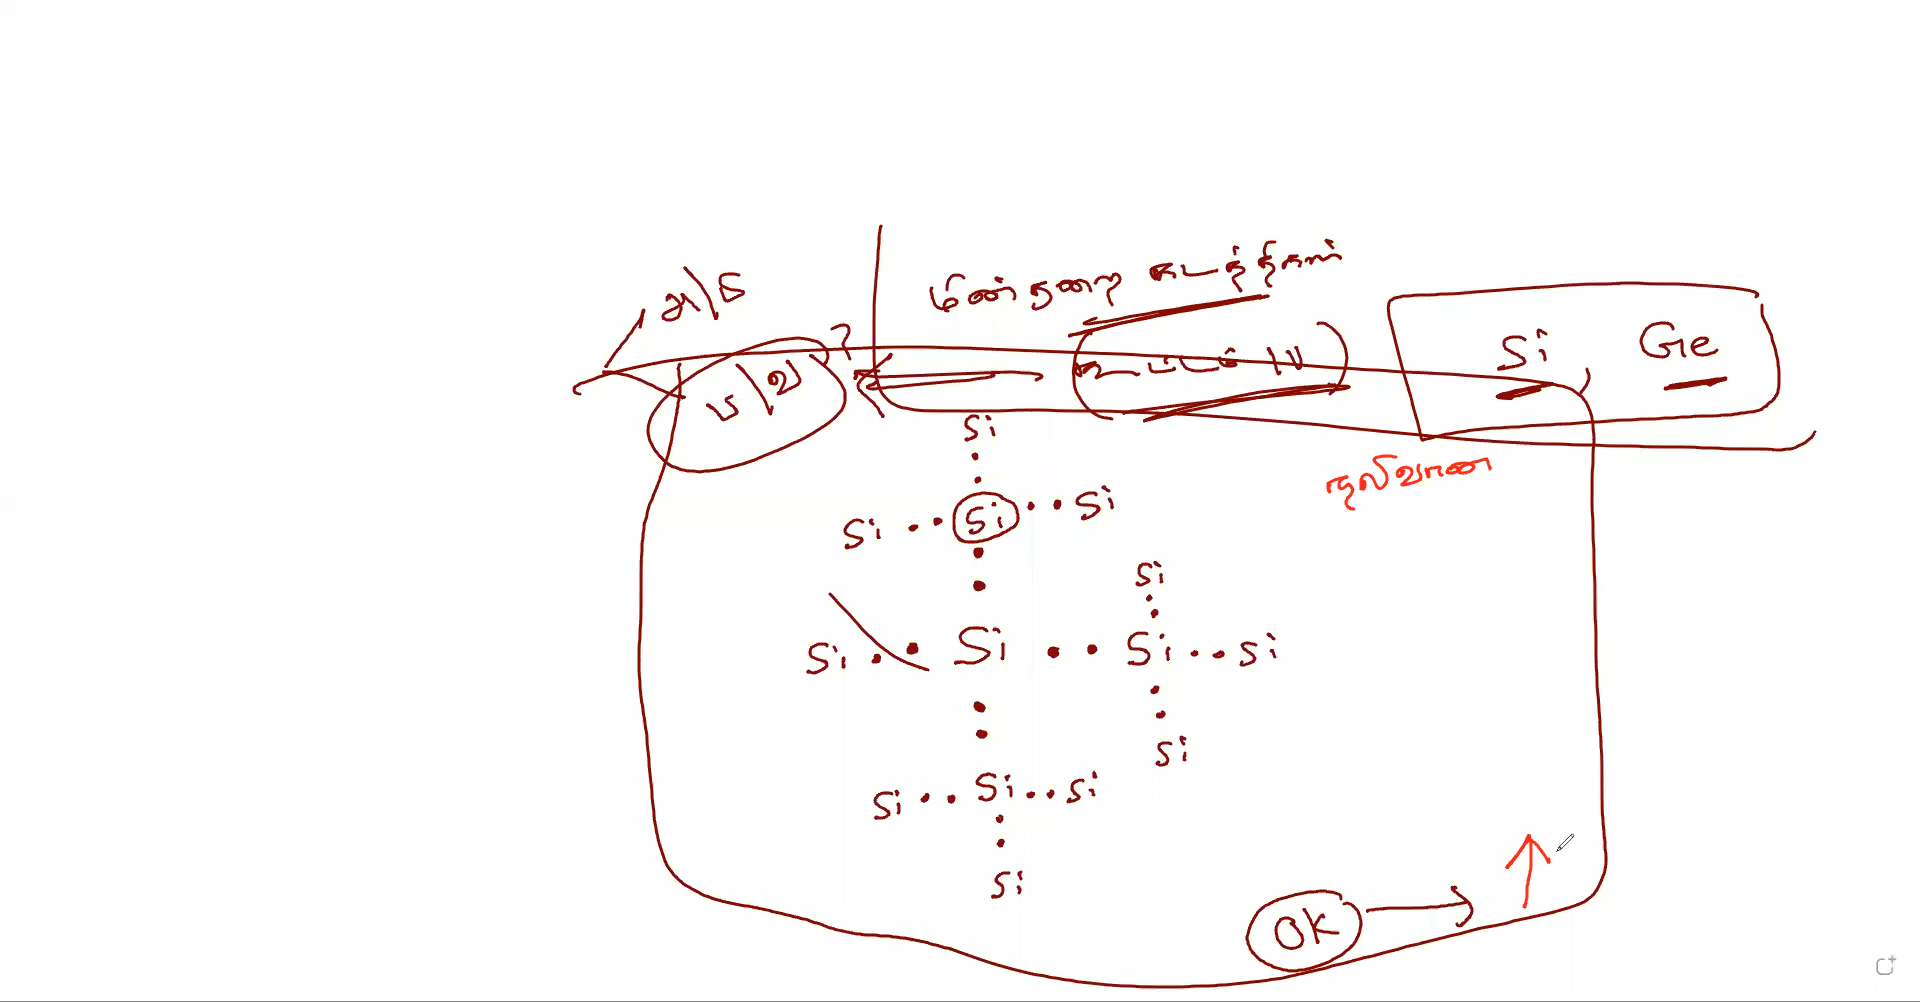 அ/ச
மின்குறை கடத்திகள்
ப/வ ?
கூட்டம் IV
Si Ge
நலிவான
Si
Si Si Si
Si
Si Si Si Si
Si
Si Si Si
Si
OK